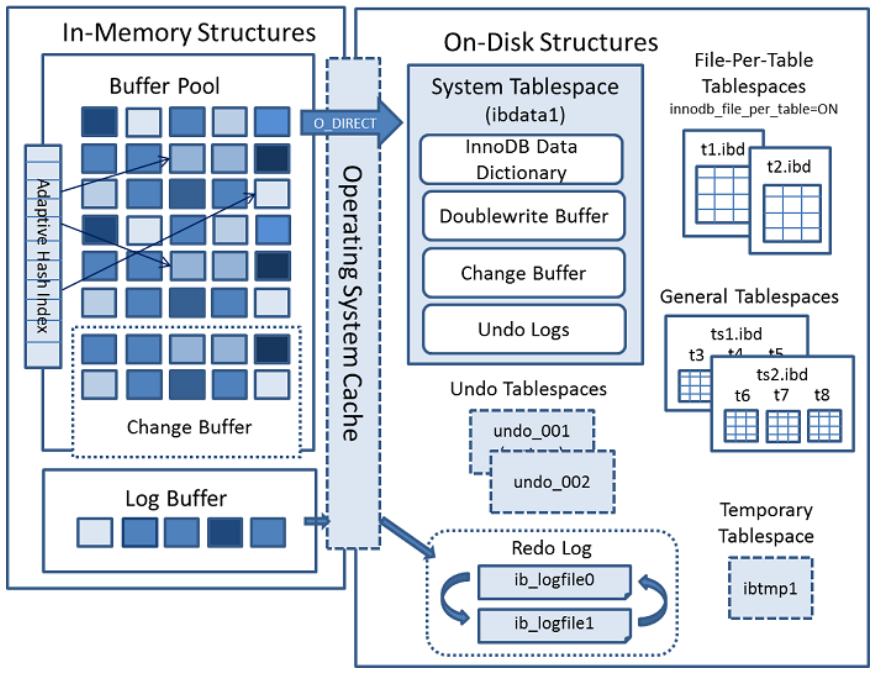 In-Memory Structures
Buffer Pool
Adaptive Hash Index
Change Buffer
Log Buffer
Operating System Cache
O_DIRECT
On-Disk Structures
System Tablespace
(ibdata1)
InnoDB Data
Dictionary
Doublewrite Buffer
Change Buffer
Undo Logs
File-Per-Table
Tablespaces
innodb_file_per_table=ON
t1.ibd
t2.ibd
General Tablespaces
ts1.ibd
t3 t4 t5
ts2.ibd
t6 t7 t8
Undo Tablespaces
undo_001
undo_002
Temporary
Tablespace
ibtmp1
Redo Log
ib_logfile0
ib_logfile1